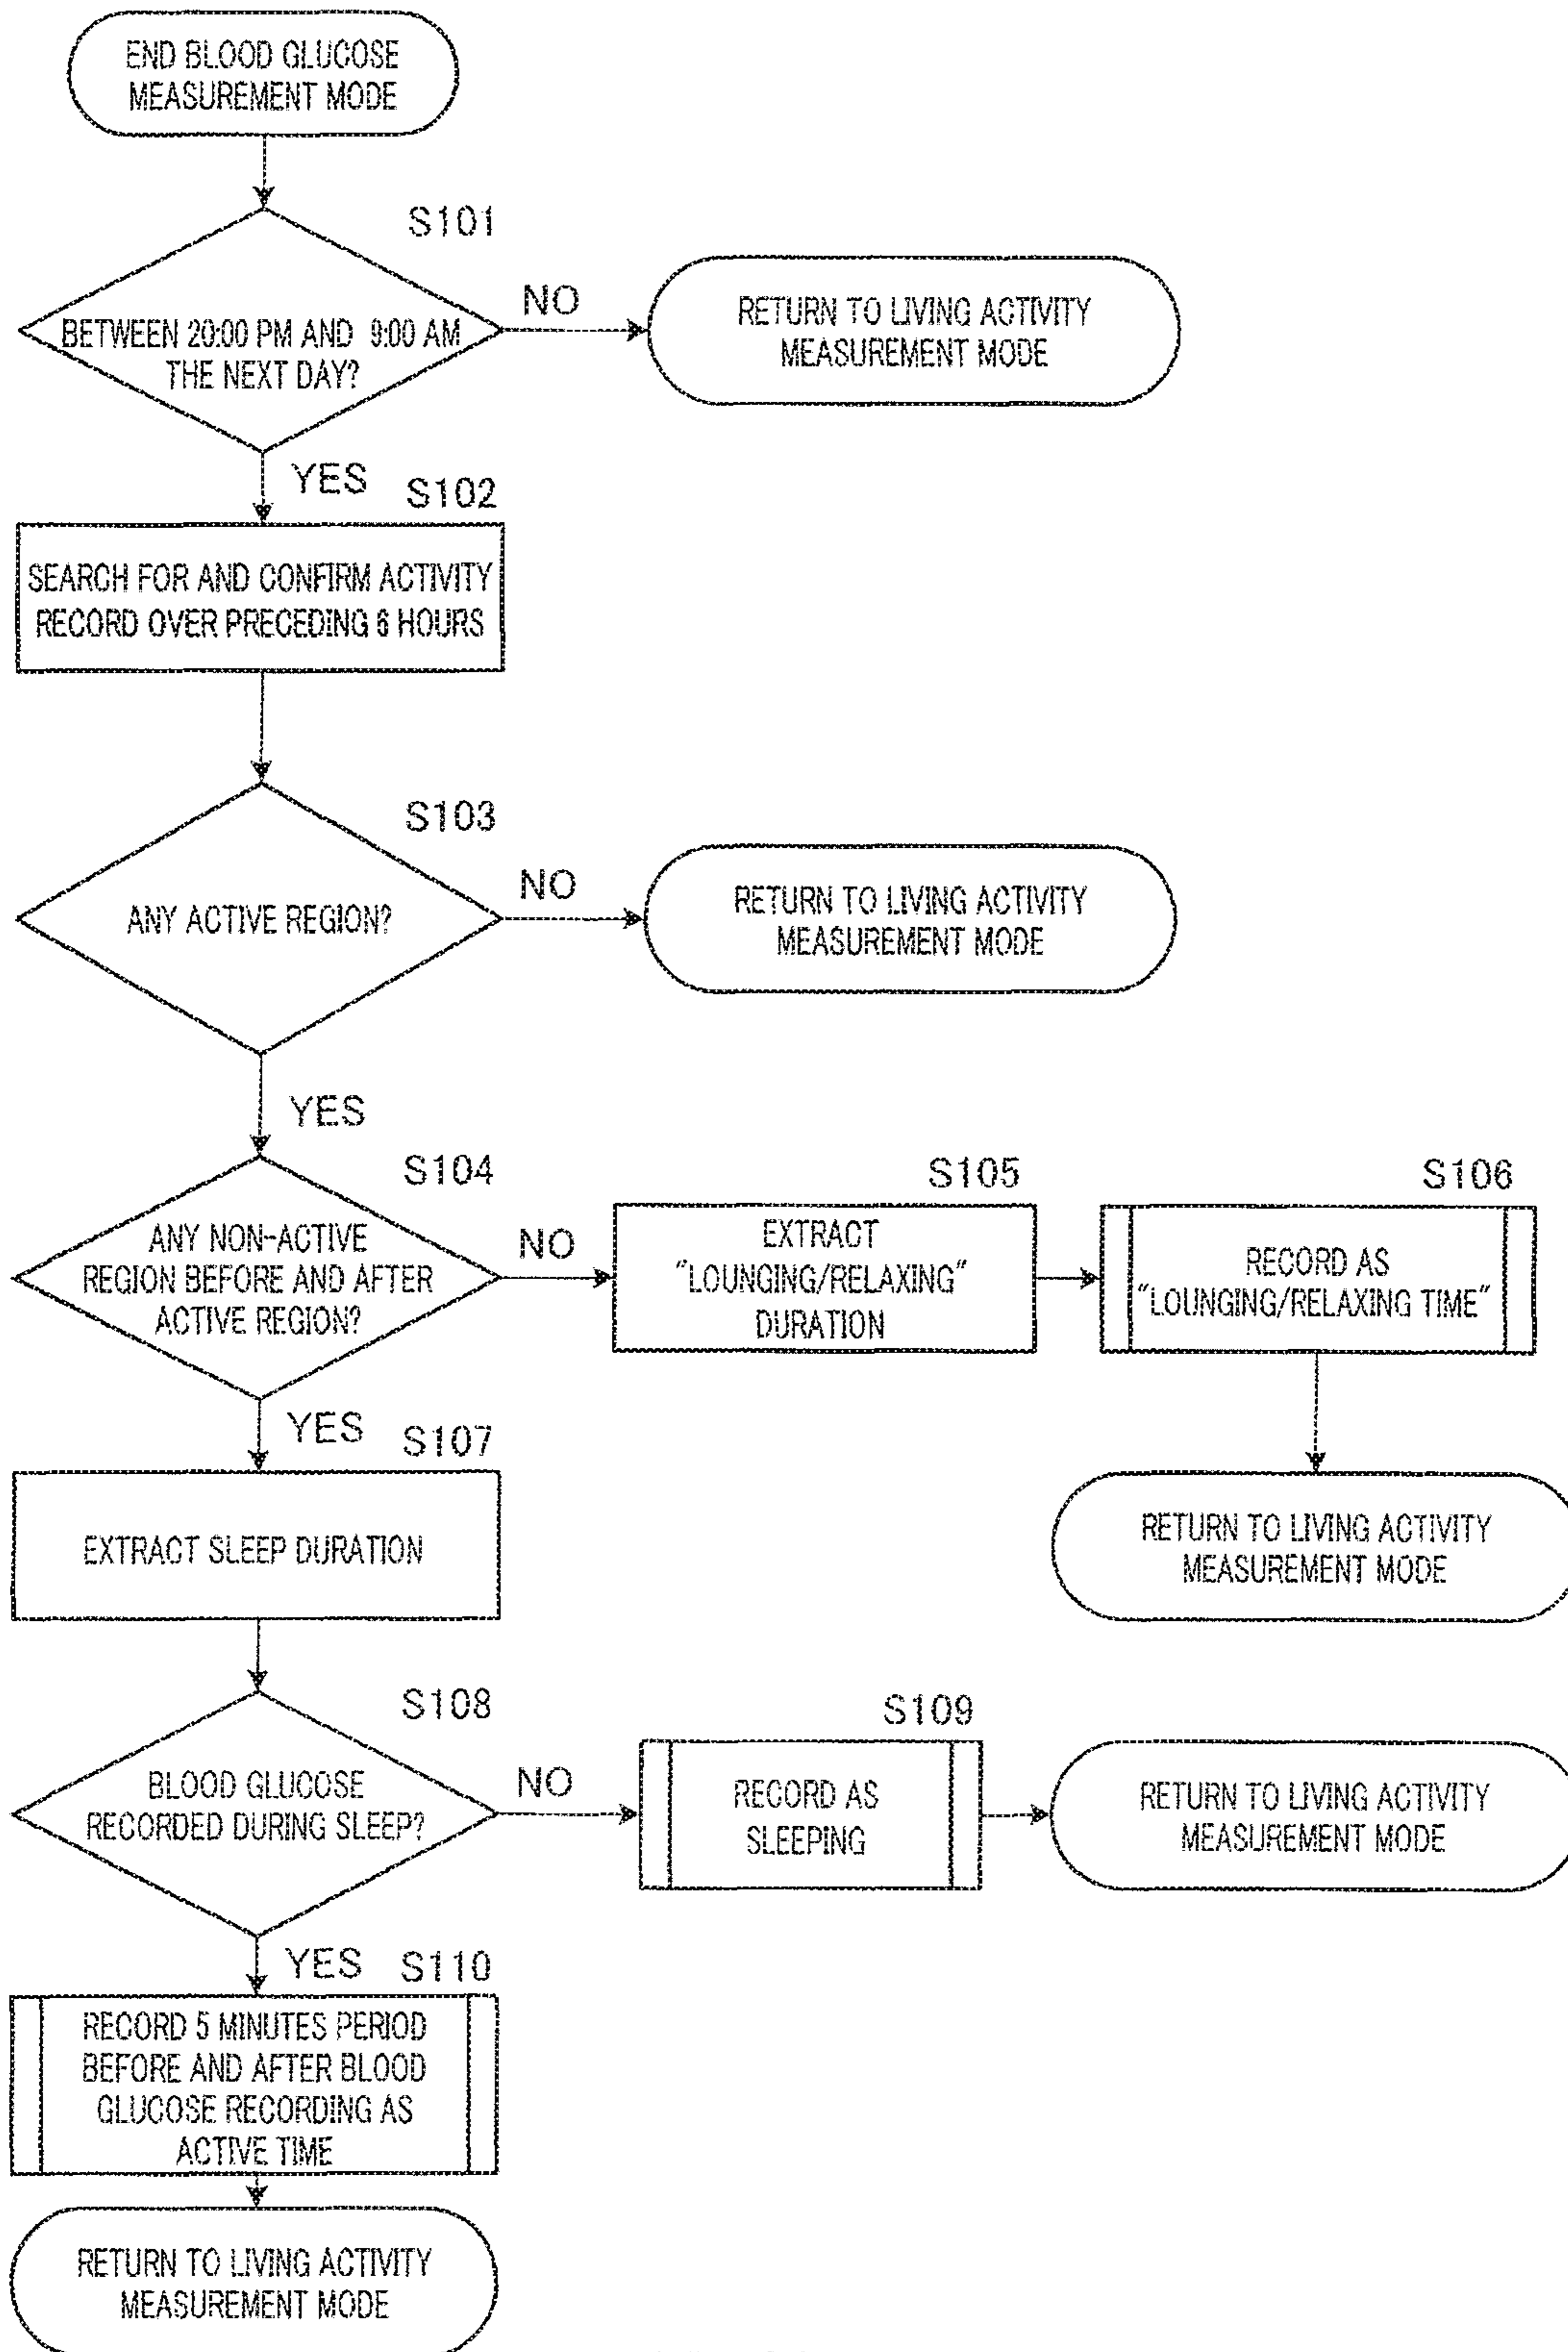 END BLOOD GLUCOSE
MEASUREMENT MODE
S101
BETWEEN 20:00 PM AND 9:00 AM
THE NEXT DAY?
NO
RETURN TO LIVING ACTIVITY
MEASUREMENT MODE
YES
S102
SEARCH FOR AND CONFIRM ACTIVITY
RECORD OVER PRECEDING 6 HOURS
S103
ANY ACTIVE REGION?
NO
RETURN TO LIVING ACTIVITY
MEASUREMENT MODE
YES
S104
ANY NON-ACTIVE
REGION BEFORE AND AFTER
ACTIVE REGION?
NO
S105
EXTRACT
"LOUNGING/RELAXING"
DURATION
S106
RECORD AS
"LOUNGING/RELAXING TIME"
RETURN TO LIVING ACTIVITY
MEASUREMENT MODE
YES
S107
EXTRACT SLEEP DURATION
S108
BLOOD GLUCOSE
RECORDED DURING SLEEP?
NO
S109
RECORD AS
SLEEPING
RETURN TO LIVING ACTIVITY
MEASUREMENT MODE
YES
S110
RECORD 5 MINUTES PERIOD
BEFORE AND AFTER BLOOD
GLUCOSE RECORDING AS
ACTIVE TIME
RETURN TO LIVING ACTIVITY
MEASUREMENT MODE